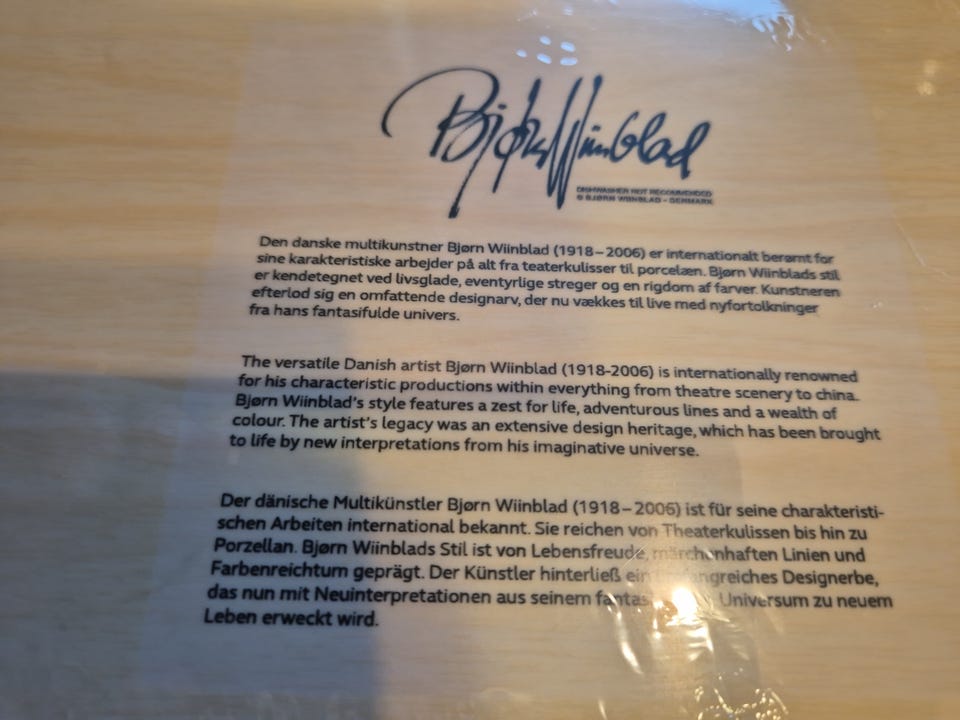 Bjørn Wiinblad
DISHWASHER NOT RECOMMENDED
© BJØRN WIINBLAD - DENMARK
Den danske multikunstner Bjørn Wiinblad (1918–2006) er internationalt berømt for
sine karakteristiske arbejder på alt fra teaterkulisser til porcelæn. Bjørn Wiinblads stil
er kendetegnet ved livsglade, eventyrlige streger og en rigdom af farver. Kunstneren
efterlod sig en omfattende designarv, der nu vækkes til live med nyfortolkninger
fra hans fantasifulde univers.
The versatile Danish artist Bjørn Wiinblad (1918-2006) is internationally renowned
for his characteristic productions within everything from theatre scenery to china.
Bjørn Wiinblad's style features a zest for life, adventurous lines and a wealth of
colour. The artist's legacy was an extensive design heritage, which has been brought
to life by new interpretations from his imaginative universe.
Der dänische Multikünstler Bjørn Wiinblad (1918–2006) ist für seine charakteristi-
schen Arbeiten international bekannt. Sie reichen von Theaterkulissen bis hin zu
Porzellan. Bjørn Wiinblads Stil ist von Lebensfreude, märchenhaften Linien und
Farbenreichtum geprägt. Der Künstler hinterließ ein umfangreiches Designerbe,
das nun mit Neuinterpretationen aus seinem Universum zu neuem
Leben erweckt wird.